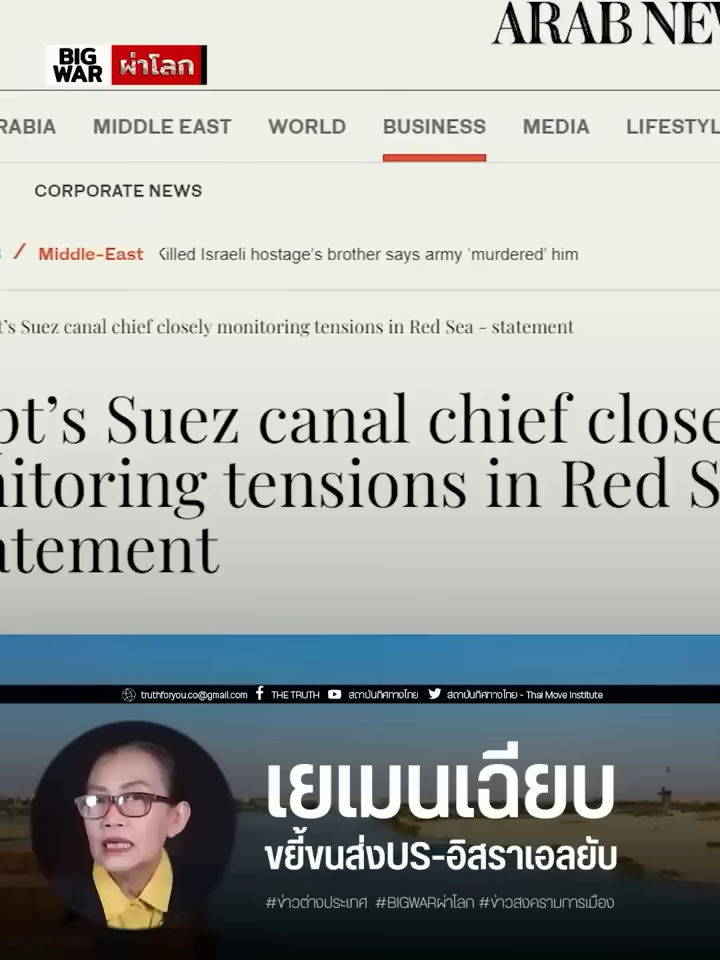 ARAB NEW
BIG
WAR
ผ่าโลก
RABIA MIDDLE EAST WORLD BUSINESS MEDIA LIFESTYL
CORPORATE NEWS
/ Middle-East Killed Israeli hostage's brother says army 'murdered' him
t's Suez canal chief closely monitoring tensions in Red Sea - statement
pt's Suez canal chief close
nitoring tensions in Red S
atement
truthforyou.co@gmail.com THE TRUTH สถาบันทิศทางไทย สถาบันทิศทางไทย - Thai Move Institute
เยเมนเฉียบ
ขยี้ขนส่งUS-อิสราเอลยับ
#ข่าวต่างประเทศ #BIGWARผ่าโลก #ข่าวสงครามการเมือง